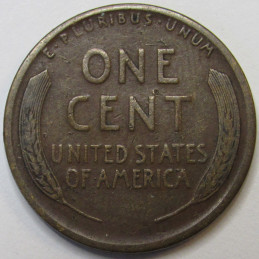 E·PLURIBUS·UNUM
ONE
CENT
UNITED STATES
OF AMERICA